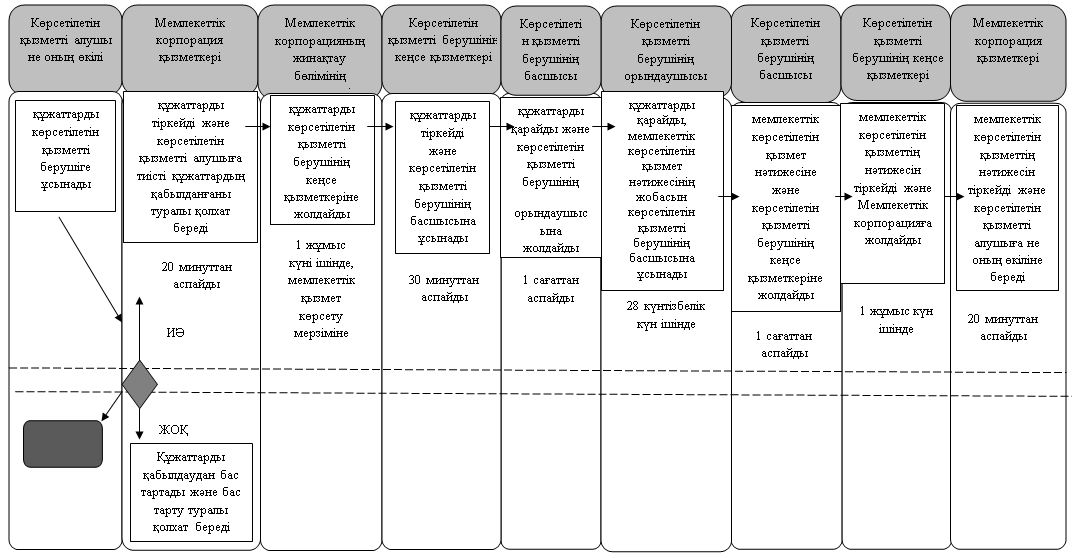 Көрсетілетін
қызметті алушы
не оның өкілі
Мемлекеттік
корпорация
қызметкері
Мемлекеттік
корпорацияның
жинақтау
бөлімінің
Көрсетілетін
қызметті берушінің
кеңсе қызметкері
Көрсетілеті
н қызметті
берушінің
басшысы
Көрсетілетін
қызметті
берушінің
орындаушысы
Көрсетілетін
қызметті
берушінің
басшысы
Көрсетілетін
қызметті
берушінің кеңсе
қызметкері
Мемлекеттік
корпорация
қызметкері
құжаттарды
көрсетілетін
қызметті
берушіге
ұсынады
құжаттарды
тіркейді және
көрсетілетін
қызметті алушыға
тиісті құжаттардың
қабылданғаны
туралы қолхат
береді
20 минуттан
аспайды
ИӘ
ЖОҚ
Құжаттарды
қабылдаудан бас
тартады және бас
тарту туралы
қолхат береді
құжаттарды
көрсетілетін
қызметті
берушінің
кеңсе
қызметкеріне
жолдайды
1 жұмыс
күні ішінде,
мемлекеттік
қызмет
көрсету
мерзіміне
құжаттарды
тіркейді
және
көрсетілетін
қызметті
берушінің
басшысына
ұсынады
30 минуттан
аспайды
құжаттарды
қарайды және
көрсетілетін
қызметті
берушінің
орындаушыс
ына
жолдайды
1 сағаттан
аспайды
құжаттарды
қарайды,
мемлекеттік
көрсетілетін
қызмет
нәтижесінің
жобасын
көрсетілетін
қызметті
берушінің
басшысына
ұсынады
28 күнтізбелік
күн ішінде
мемлекеттік
көрсетілетін
қызмет
нәтижесіне
және
көрсетілетін
қызметті
берушінің
кеңсе
қызметкеріне
жолдайды
1 сағаттан
аспайды
мемлекеттік
көрсетілетін
қызметтің
нәтижесін
тіркейді және
Мемлекеттік
корпорацияға
жолдайды
1 жұмыс күн
ішінде
мемлекеттік
көрсетілетін
қызметтің
нәтижесін
тіркейді және
көрсетілетін
қызметті
алушыға не
оның өкіліне
береді
20 минуттан
аспайды